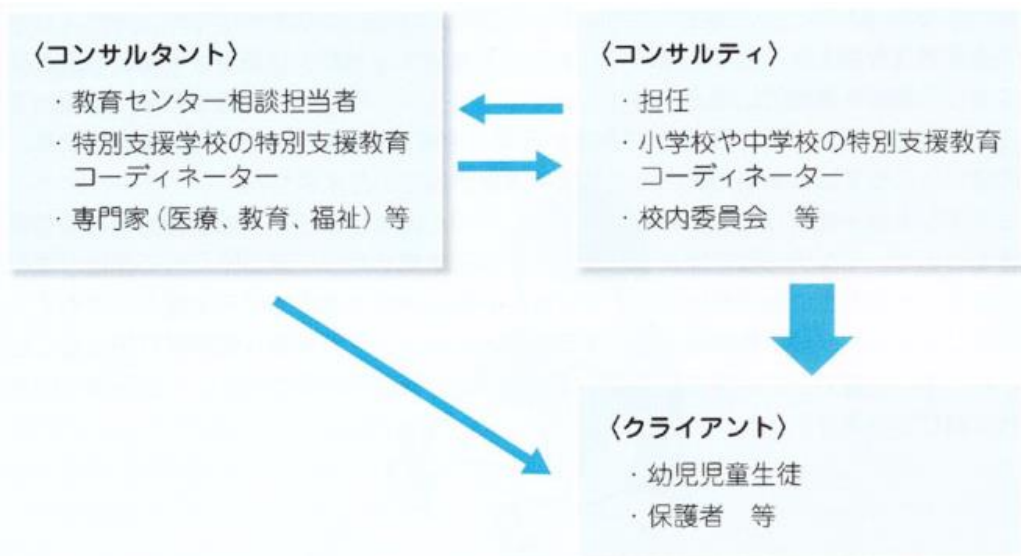 〈コンサルタント〉
・教育センター相談担当者
・特別支援学校の特別支援教育
コーディネーター
・専門家(医療、教育、福祉)等
〈コンサルティ〉
・担任
・小学校や中学校の特別支援教育
コーディネーター
・校内委員会 等
〈クライアント〉
・幼児児童生徒
・保護者 等